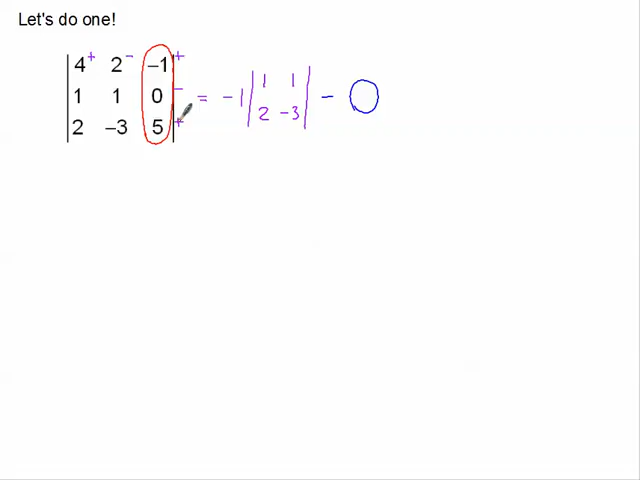 Let's do one!
4 + 2 – –1 +
1 1 0 – = –1 | 1 1 | – 0
2 –3 5 + | 2 –3 |